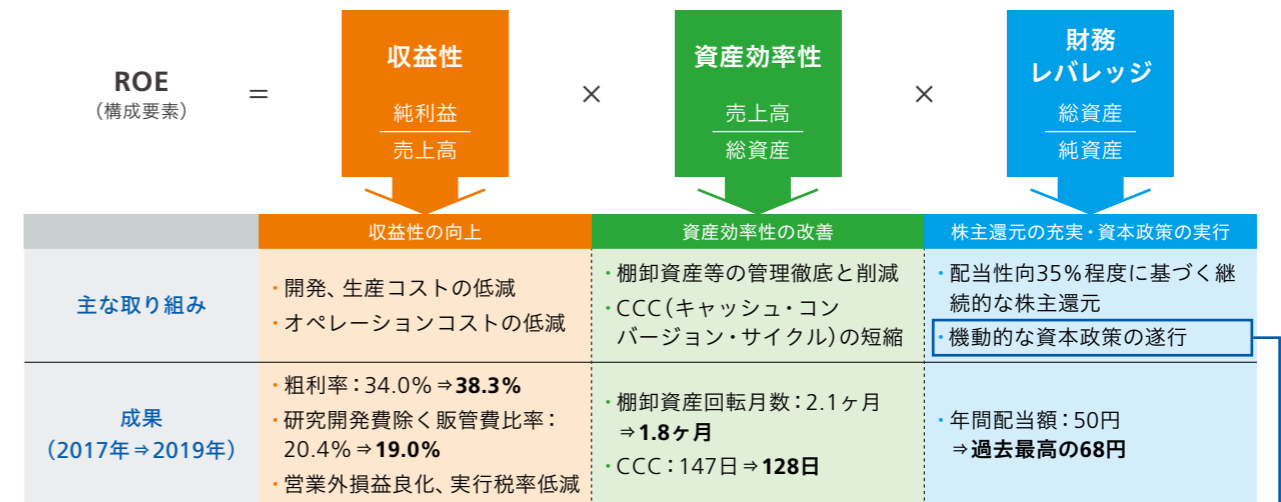 ROE
(構成要素)
=
収益性
純利益
売上高
×
資産効率性
売上高
総資産
×
財務
レバレッジ
総資産
純資産
収益性の向上
資産効率性の改善
株主還元の充実・資本政策の実行
主な取り組み
・開発、生産コストの低減
・オペレーションコストの低減
・棚卸資産等の管理徹底と削減
・CCC(キャッシュ・コン
バージョン・サイクル)の短縮
・配当性向35%程度に基づく継
続的な株主還元
・機動的な資本政策の遂行
成果
(2017年⇒2019年)
・粗利率:34.0%⇒38.3%
・研究開発費除く販管費比率:
20.4%⇒19.0%
・営業外損益良化、実行税率低減
・棚卸資産回転月数:2.1ヶ月
⇒1.8ヶ月
・CCC:147日⇒128日
・年間配当額:50円
⇒過去最高の68円